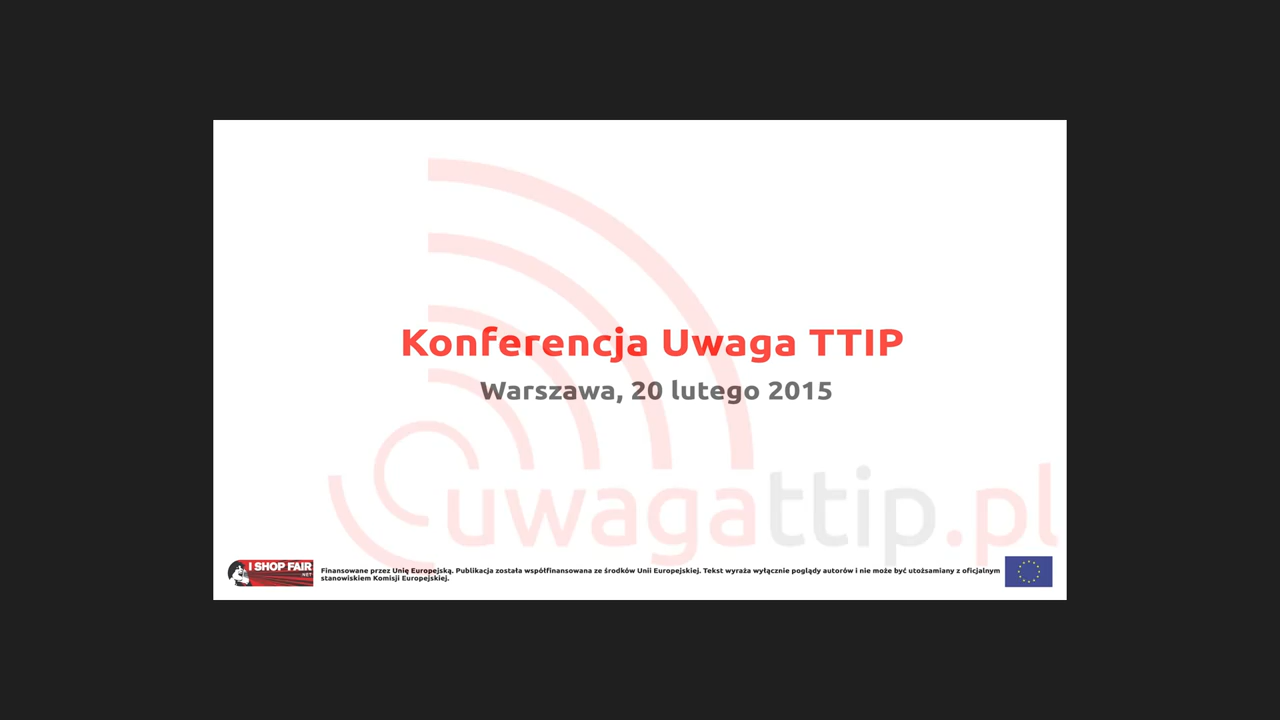 Konferencja Uwaga TTIP
Warszawa, 20 lutego 2015
uwagattip.pl
I SHOP FAIR
.NET
Finansowane przez Unię Europejską. Publikacja została współfinansowana ze środków Unii Europejskiej. Tekst wyraża wyłącznie poglądy autorów i nie może być utożsamiany z oficjalnym
stanowiskiem Komisji Europejskiej.